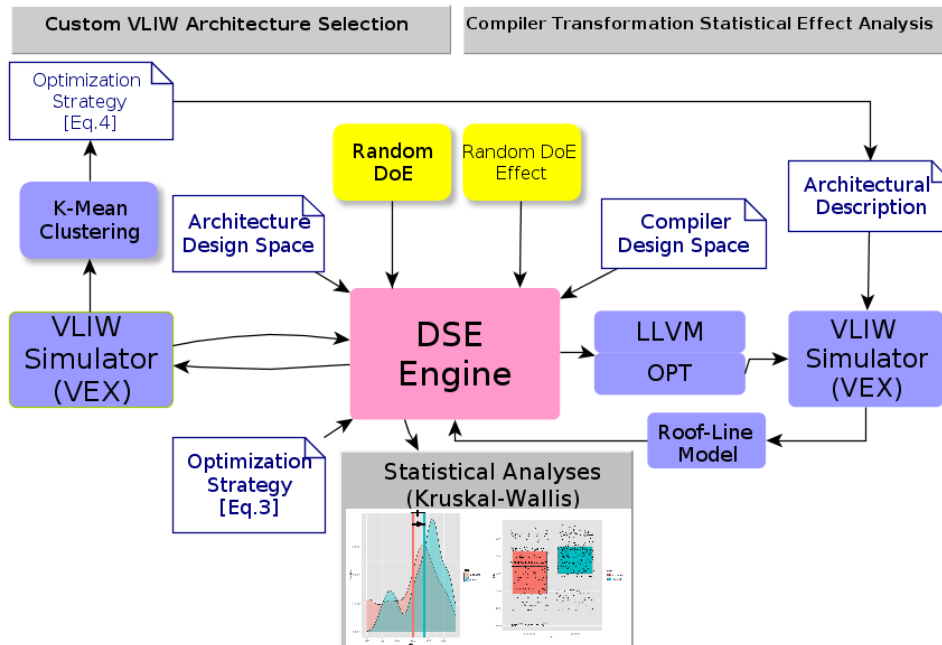 Custom VLIW Architecture Selection
Compiler Transformation Statistical Effect Analysis
Optimization
Strategy
[Eq.4]
Random
DoE
Random DoE
Effect
Architectural
Description
K-Mean
Clustering
Architecture
Design Space
Compiler
Design Space
VLIW
Simulator
(VEX)
DSE
Engine
LLVM
OPT
VLIW
Simulator
(VEX)
Roof-Line
Model
Optimization
Strategy
[Eq.3]
Statistical Analyses
(Kruskal-Wallis)